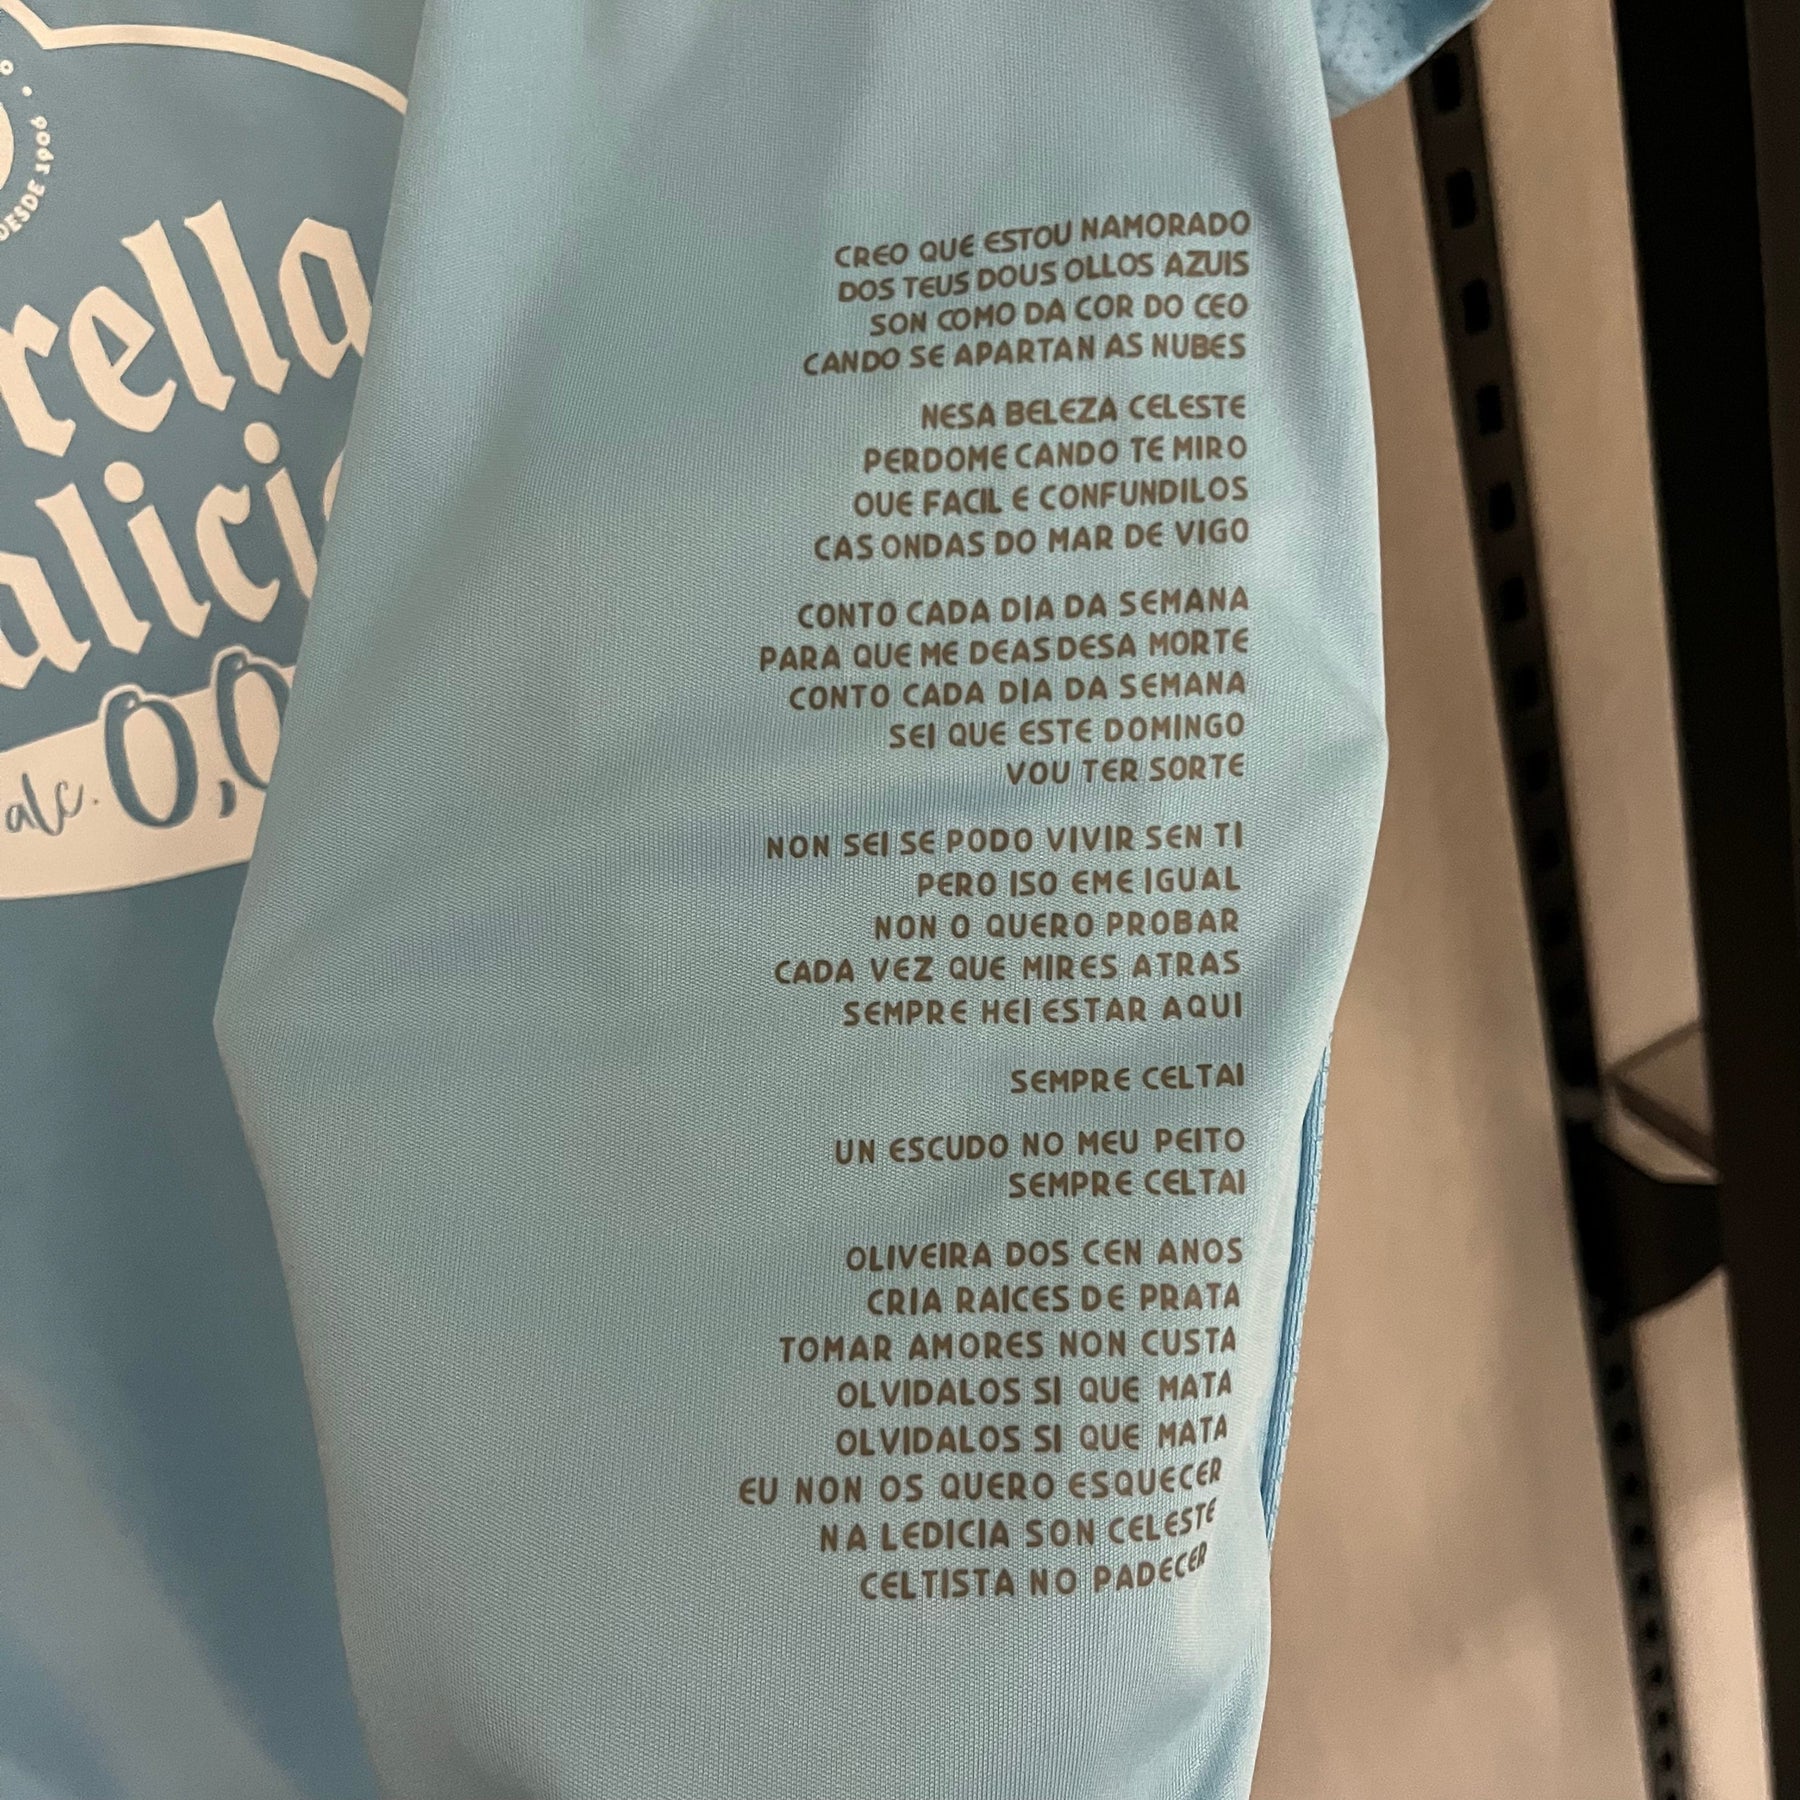 DESDE 1906
rella
alicia
alc. 0,0
CREO QUE ESTOU NAMORADO
DOS TEUS DOUS OLLOS AZUIS
SON COMO DA COR DO CEO
CANDO SE APARTAN AS NUBES
NESA BELEZA CELESTE
PERDOME CANDO TE MIRO
QUE FACIL E CONFUNDILOS
CAS ONDAS DO MAR DE VIGO
CONTO CADA DIA DA SEMANA
PARA QUE ME DEAS DESA MORTE
CONTO CADA DIA DA SEMANA
SEI QUE ESTE DOMINGO
VOU TER SORTE
NON SEI SE PODO VIVIR SEN TI
PERO ISO EME IGUAL
NON O QUERO PROBAR
CADA VEZ QUE MIRES ATRAS
SEMPRE HEI ESTAR AQUI
SEMPRE CELTAI
UN ESCUDO NO MEU PEITO
SEMPRE CELTAI
OLIVEIRA DOS CEN ANOS
CRIA RAICES DE PRATA
TOMAR AMORES NON CUSTA
OLVIDALOS SI QUE MATA
OLVIDALOS SI QUE MATA
EU NON OS QUERO ESQUECER
NA LEDICIA SON CELESTE
CELTISTA NO PADECER